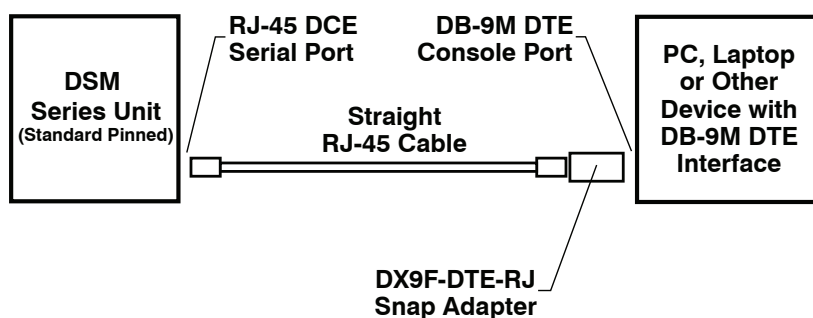 RJ-45 DCE
Serial Port
DB-9M DTE
Console Port
DSM
Series Unit
(Standard Pinned)
Straight
RJ-45 Cable
PC, Laptop
or Other
Device with
DB-9M DTE
Interface
DX9F-DTE-RJ
Snap Adapter